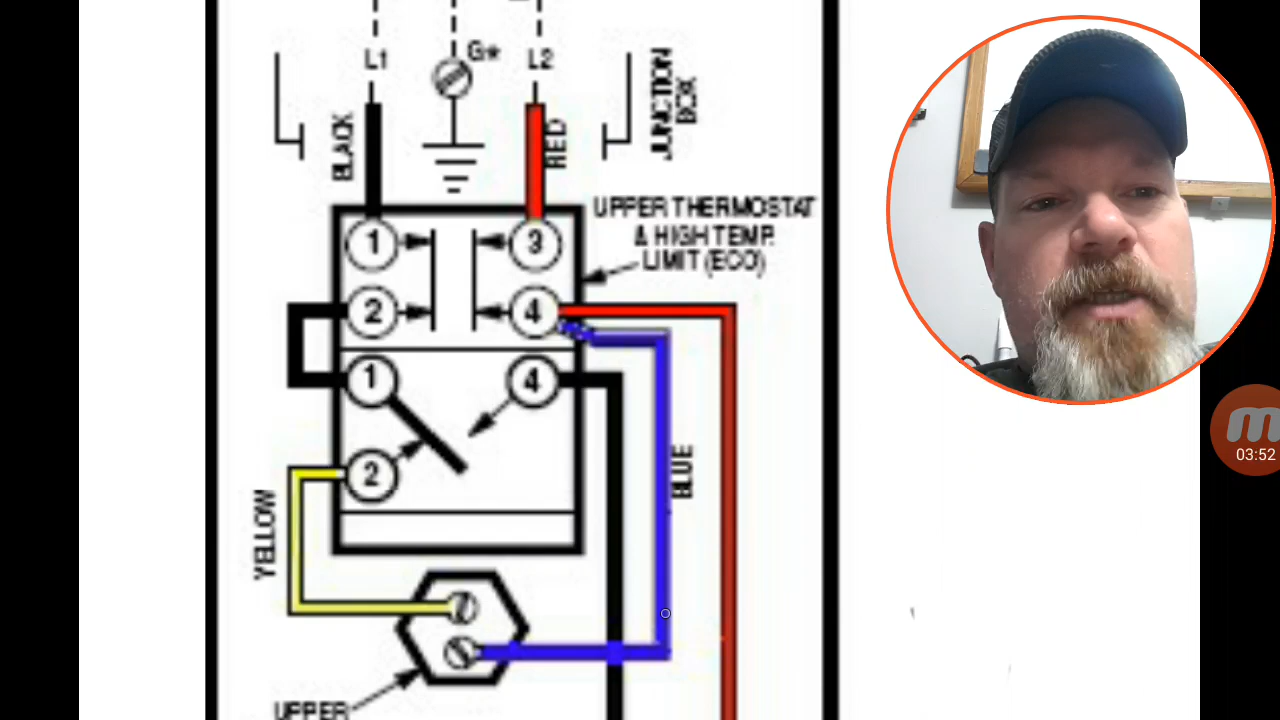 L1
G*
L2
BLACK
RED
JUNCTION
BOX
UPPER THERMOSTAT
& HIGH TEMP.
LIMIT (ECO)
1
3
2
4
1
4
2
BLUE
YELLOW
UPPER
m
03:52